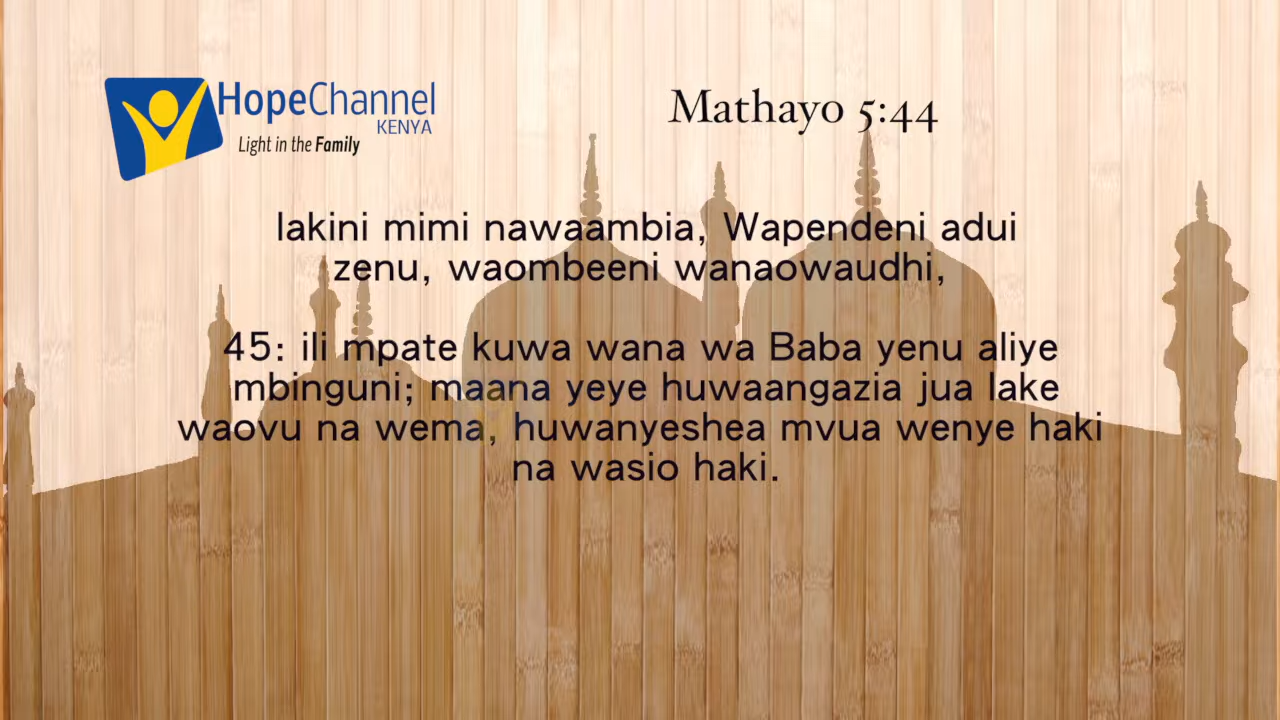 HopeChannel
KENYA
Light in the Family
Mathayo 5:44
lakini mimi nawaambia, Wapendeni adui
zenu, waombeeni wanaowaudhi,
45: ili mpate kuwa wana wa Baba yenu aliye
mbinguni; maana yeye huwaangazia jua lake
waovu na wema, huwanyeshea mvua wenye haki
na wasio haki.